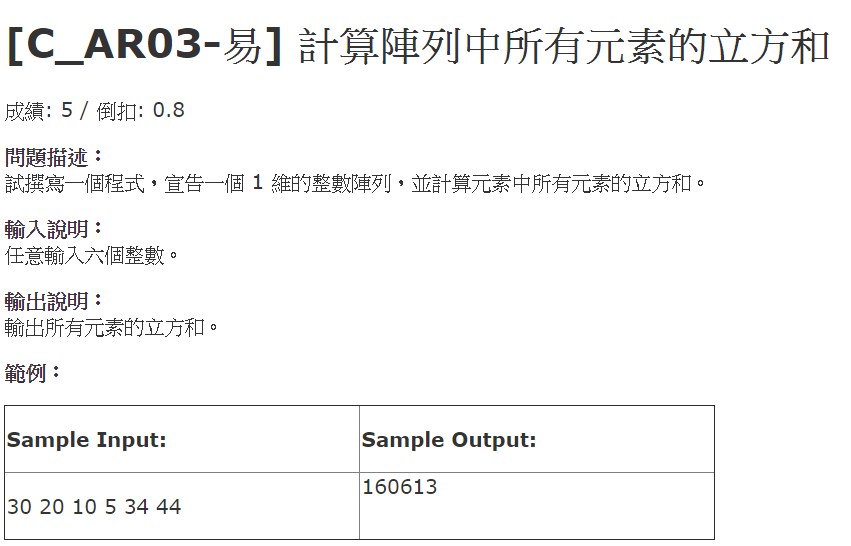 [C_AR03-易] 計算陣列中所有元素的立方和
成績: 5 / 倒扣: 0.8
問題描述：
試撰寫一個程式，宣告一個 1 維的整數陣列，並計算元素中所有元素的立方和。
輸入說明：
任意輸入六個整數。
輸出說明：
輸出所有元素的立方和。
範例：
Sample Input: Sample Output:
30 20 10 5 34 44 160613